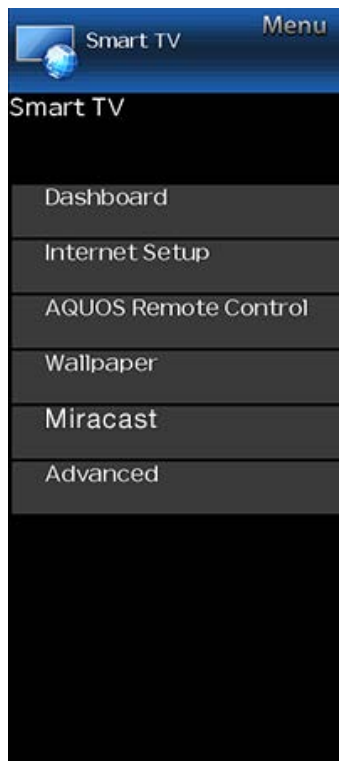 Smart TV
Menu
Smart TV
Dashboard
Internet Setup
AQUOS Remote Control
Wallpaper
Miracast
Advanced